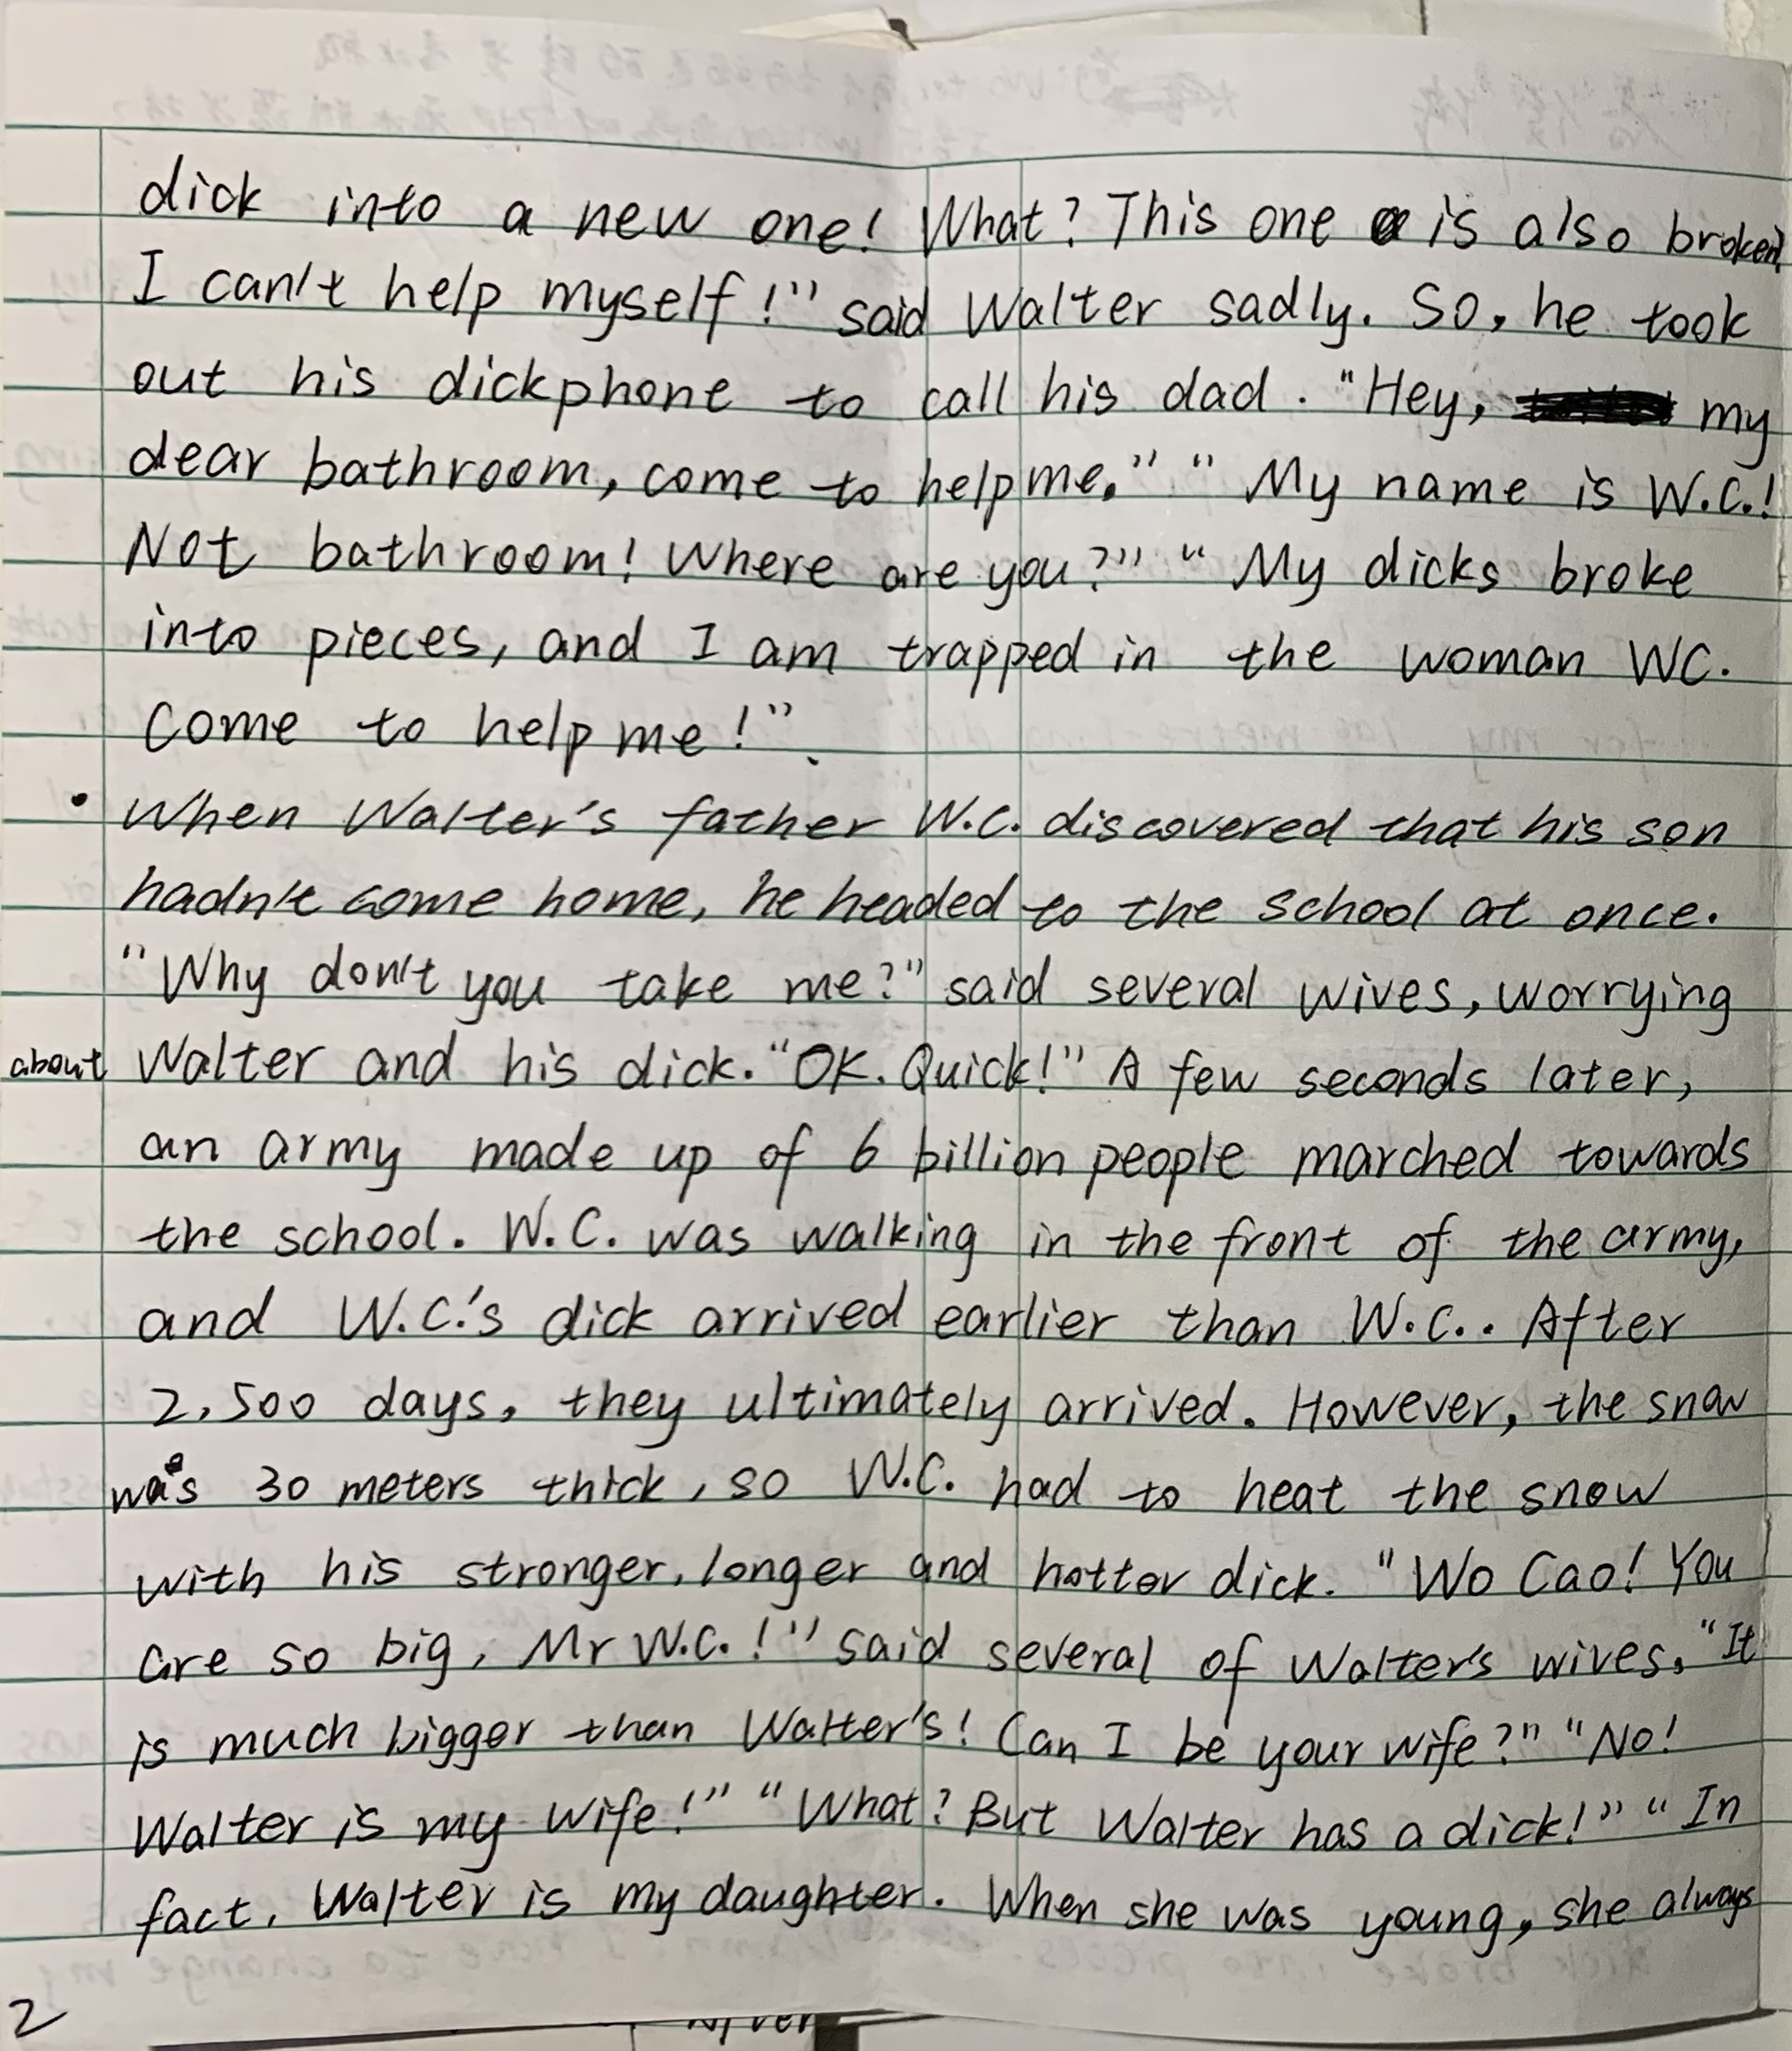 dick into a new one! What? This one is also broken!
I can't help myself!" said Walter sadly. So, he took
out his dickphone to call his dad. "Hey, my
dear bathroom, come to help me." "My name is W.C.!
Not bathroom! Where are you?" "My dicks broke
into pieces, and I am trapped in the woman WC.
Come to help me!".
• When Walter's father W.C. discovered that his son
hadn't come home, he headed to the school at once.
"Why don't you take me?" said several wives, worrying
about Walter and his dick. "OK. Quick!" A few seconds later,
an army made up of 6 billion people marched towards
the school. W.C. was walking in the front of the army,
and W.C.'s dick arrived earlier than W.C.. After
2,500 days, they ultimately arrived. However, the snow
was 30 meters thick, so W.C. had to heat the snow
with his stronger, longer and hotter dick. "Wo Cao! You
are so big, Mr W.C.!" said several of Walter's wives. "It
is much bigger than Walter's! Can I be your wife?" "No!
Walter is my wife!" "What? But Walter has a dick!" "In
fact, Walter is my daughter. When she was young, she always
2